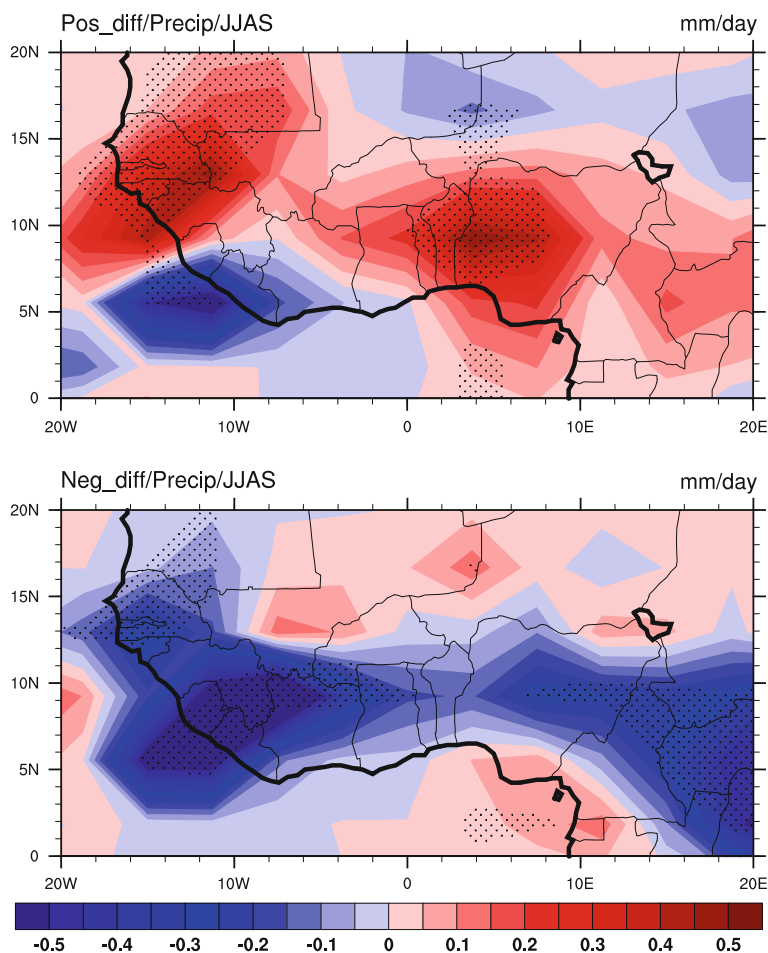 Pos_diff/Precip/JJAS mm/day
20N
15N
10N
5N
0
20W 10W 0 10E 20E
Neg_diff/Precip/JJAS mm/day
20N
15N
10N
5N
0
20W 10W 0 10E 20E
-0.5 -0.4 -0.3 -0.2 -0.1 0 0.1 0.2 0.3 0.4 0.5